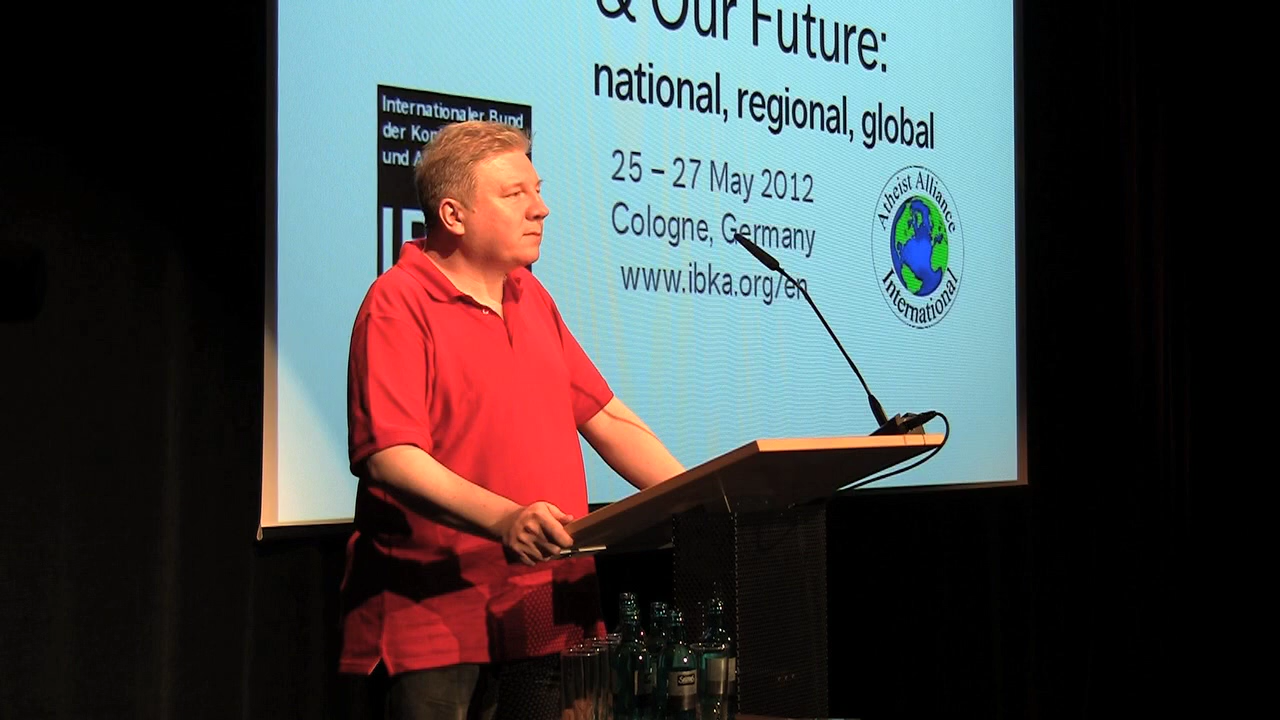 & Our Future:
national, regional, global
Internationaler Bund
der
und
25 – 27 May 2012
Cologne, Germany
www.ibka.org/en
Atheist Alliance
International